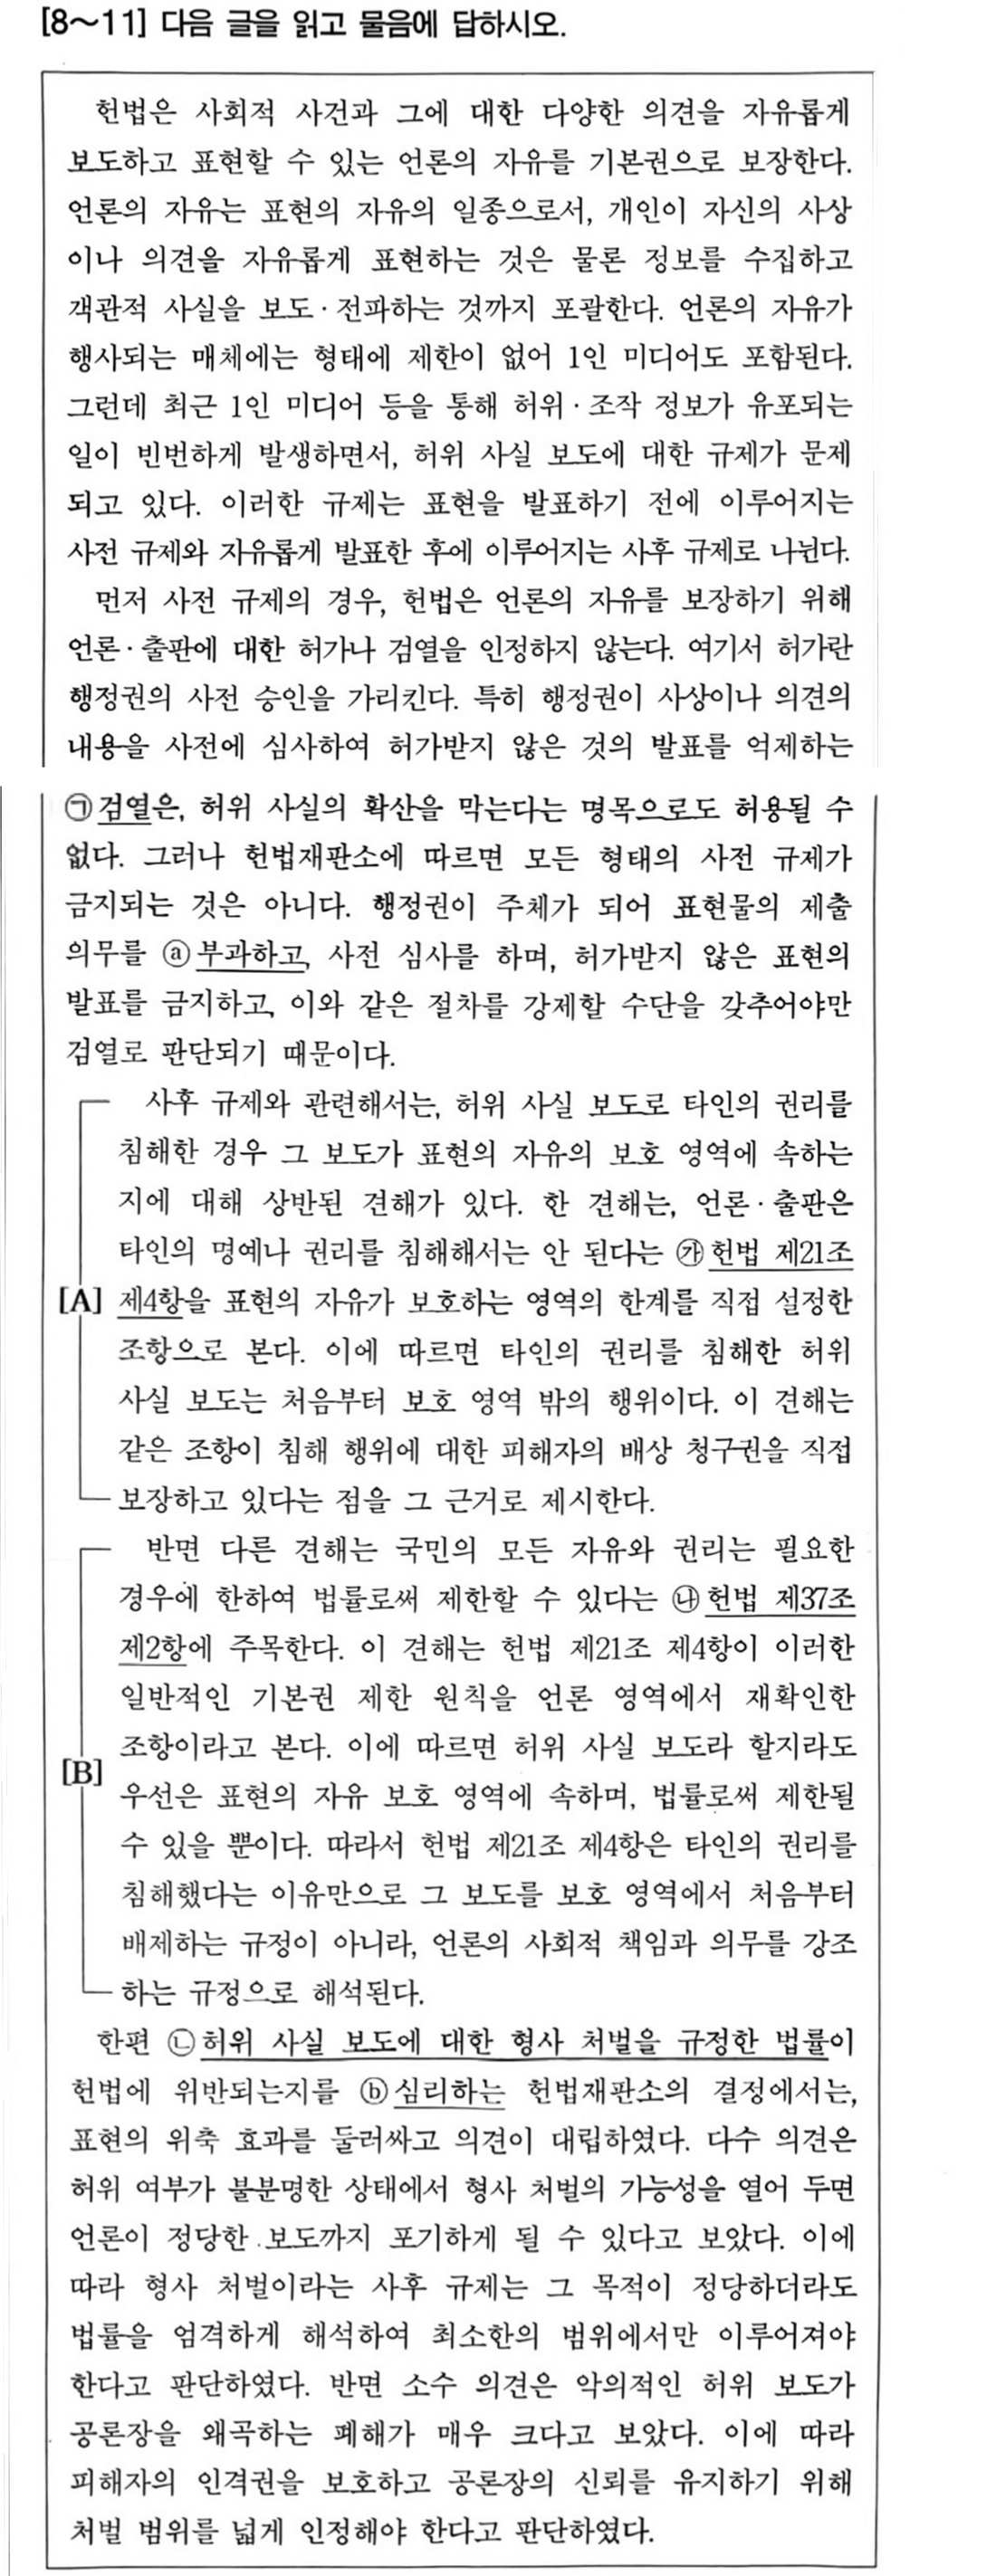 [8～11] 다음 글을 읽고 물음에 답하시오.
헌법은 사회적 사건과 그에 대한 다양한 의견을 자유롭게
보도하고 표현할 수 있는 언론의 자유를 기본권으로 보장한다.
언론의 자유는 표현의 자유의 일종으로서, 개인이 자신의 사상
이나 의견을 자유롭게 표현하는 것은 물론 정보를 수집하고
객관적 사실을 보도·전파하는 것까지 포괄한다. 언론의 자유가
행사되는 매체에는 형태에 제한이 없어 1인 미디어도 포함된다.
그런데 최근 1인 미디어 등을 통해 허위·조작 정보가 유포되는
일이 빈번하게 발생하면서, 허위 사실 보도에 대한 규제가 문제
되고 있다. 이러한 규제는 표현을 발표하기 전에 이루어지는
사전 규제와 자유롭게 발표한 후에 이루어지는 사후 규제로 나뉜다.
먼저 사전 규제의 경우, 헌법은 언론의 자유를 보장하기 위해
언론·출판에 대한 허가나 검열을 인정하지 않는다. 여기서 허가란
행정권의 사전 승인을 가리킨다. 특히 행정권이 사상이나 의견의
내용을 사전에 심사하여 허가받지 않은 것의 발표를 억제하는
㉠검열은, 허위 사실의 확산을 막는다는 명목으로도 허용될 수
없다. 그러나 헌법재판소에 따르면 모든 형태의 사전 규제가
금지되는 것은 아니다. 행정권이 주체가 되어 표현물의 제출
의무를 ⓐ부과하고, 사전 심사를 하며, 허가받지 않은 표현의
발표를 금지하고, 이와 같은 절차를 강제할 수단을 갖추어야만
검열로 판단되기 때문이다.
사후 규제와 관련해서는, 허위 사실 보도로 타인의 권리를
침해한 경우 그 보도가 표현의 자유의 보호 영역에 속하는
지에 대해 상반된 견해가 있다. 한 견해는, 언론·출판은
타인의 명예나 권리를 침해해서는 안 된다는 ㉮헌법 제21조
[A] 제4항을 표현의 자유가 보호하는 영역의 한계를 직접 설정한
조항으로 본다. 이에 따르면 타인의 권리를 침해한 허위
사실 보도는 처음부터 보호 영역 밖의 행위이다. 이 견해는
같은 조항이 침해 행위에 대한 피해자의 배상 청구권을 직접
보장하고 있다는 점을 그 근거로 제시한다.
반면 다른 견해는 국민의 모든 자유와 권리는 필요한
경우에 한하여 법률로써 제한할 수 있다는 ㉯헌법 제37조
제2항에 주목한다. 이 견해는 헌법 제21조 제4항이 이러한
일반적인 기본권 제한 원칙을 언론 영역에서 재확인한
조항이라고 본다. 이에 따르면 허위 사실 보도라 할지라도
[B]
우선은 표현의 자유 보호 영역에 속하며, 법률로써 제한될
수 있을 뿐이다. 따라서 헌법 제21조 제4항은 타인의 권리를
침해했다는 이유만으로 그 보도를 보호 영역에서 처음부터
배제하는 규정이 아니라, 언론의 사회적 책임과 의무를 강조
하는 규정으로 해석된다.
한편 ㉡허위 사실 보도에 대한 형사 처벌을 규정한 법률이
헌법에 위반되는지를 ⓑ심리하는 헌법재판소의 결정에서는,
표현의 위축 효과를 둘러싸고 의견이 대립하였다. 다수 의견은
허위 여부가 불분명한 상태에서 형사 처벌의 가능성을 열어 두면
언론이 정당한 보도까지 포기하게 될 수 있다고 보았다. 이에
따라 형사 처벌이라는 사후 규제는 그 목적이 정당하더라도
법률을 엄격하게 해석하여 최소한의 범위에서만 이루어져야
한다고 판단하였다. 반면 소수 의견은 악의적인 허위 보도가
공론장을 왜곡하는 폐해가 매우 크다고 보았다. 이에 따라
피해자의 인격권을 보호하고 공론장의 신뢰를 유지하기 위해
처벌 범위를 넓게 인정해야 한다고 판단하였다.